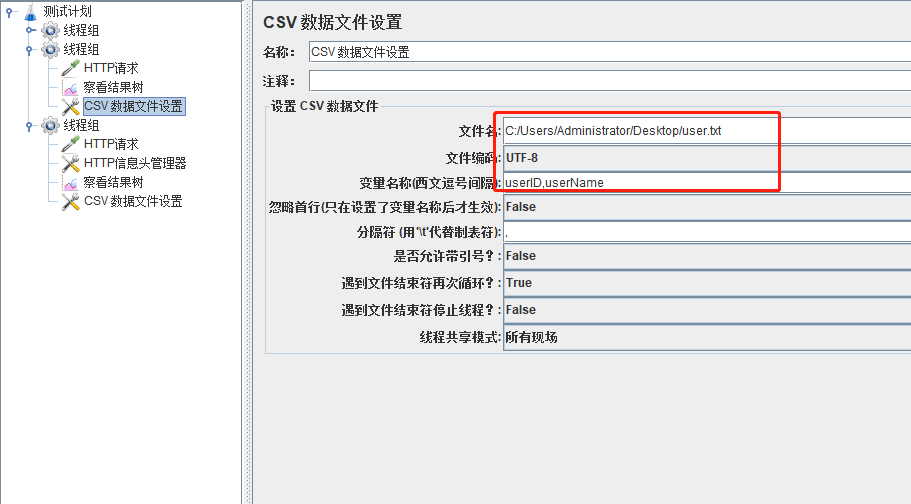 测试计划
线程组
线程组
HTTP请求
察看结果树
CSV 数据文件设置
线程组
HTTP请求
HTTP信息头管理器
察看结果树
CSV 数据文件设置
CSV 数据文件设置
名称： CSV 数据文件设置
注释：
设置 CSV 数据文件
文件名: C:/Users/Administrator/Desktop/user.txt
文件编码: UTF-8
变量名称(西文逗号间隔): userID,userName
忽略首行(只在设置了变量名称后才生效): False
分隔符 (用'\t'代替制表符): ,
是否允许带引号？: False
遇到文件结束符再次循环？: True
遇到文件结束符停止线程？: False
线程共享模式: 所有现场